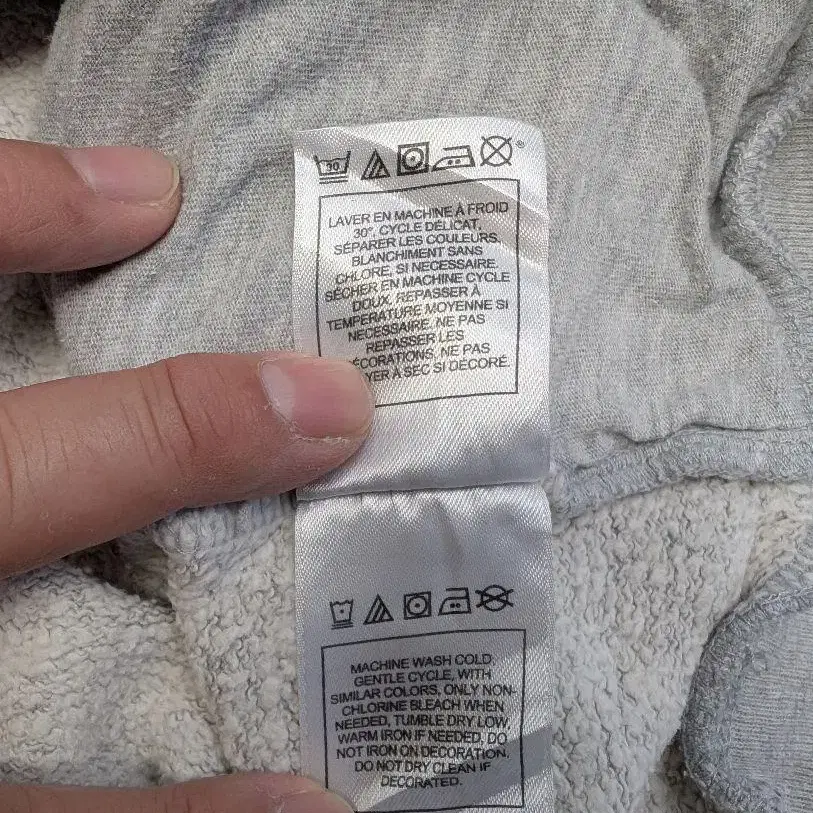 30
LAVER EN MACHINE À FROID
30°, CYCLE DÉLICAT,
SÉPARER LES COULEURS,
BLANCHIMENT SANS
CHLORE, SI NECESSAIRE.
SÉCHER EN MACHINE CYCLE
DOUX, REPASSER À
TEMPERATURE MOYENNE SI
NECESSAIRE, NE PAS
REPASSER LES
ÉCORATIONS, NE PAS
YER À SEC SI DÉCORÉ.
MACHINE WASH COLD,
GENTLE CYCLE, WITH
SIMILAR COLORS, ONLY NON-
CHLORINE BLEACH WHEN
NEEDED, TUMBLE DRY LOW,
WARM IRON IF NEEDED, DO
NOT IRON ON DECORATION,
DO NOT DRY CLEAN IF
DECORATED.